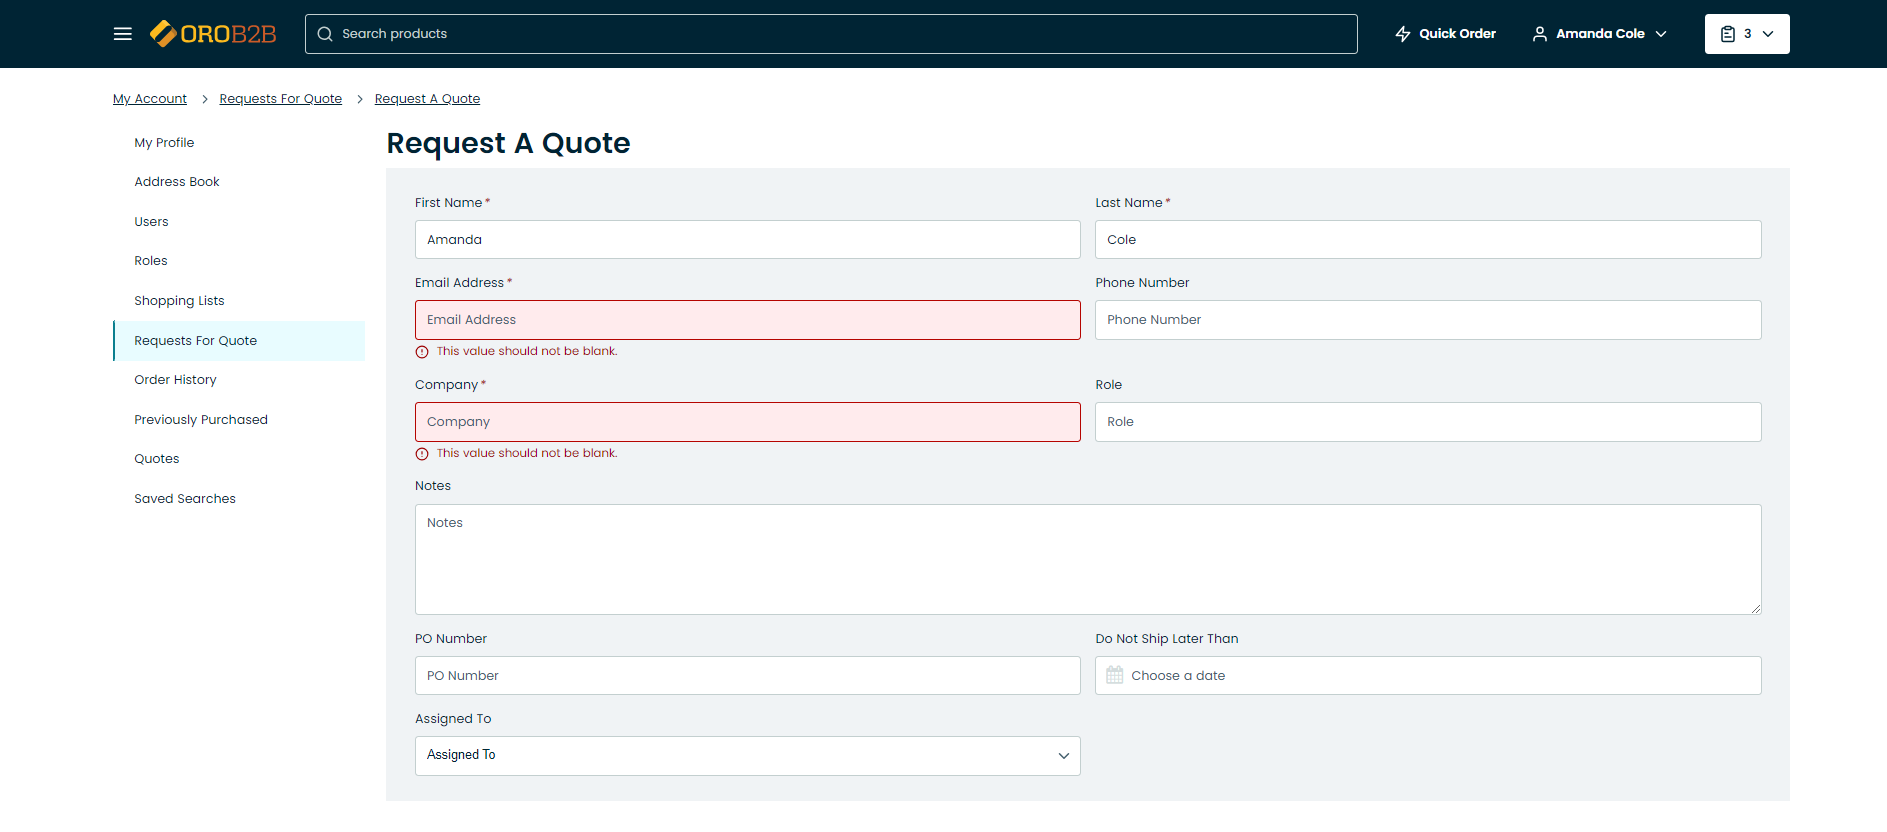 OROB2B
Search products
Quick Order
Amanda Cole
3
My Account > Requests For Quote > Request A Quote
My Profile
Address Book
Users
Roles
Shopping Lists
Requests For Quote
Order History
Previously Purchased
Quotes
Saved Searches
Request A Quote
First Name *
Last Name *
Amanda
Cole
Email Address *
Phone Number
Email Address
Phone Number
This value should not be blank.
Company *
Role
Company
Role
This value should not be blank.
Notes
Notes
PO Number
Do Not Ship Later Than
PO Number
Choose a date
Assigned To
Assigned To